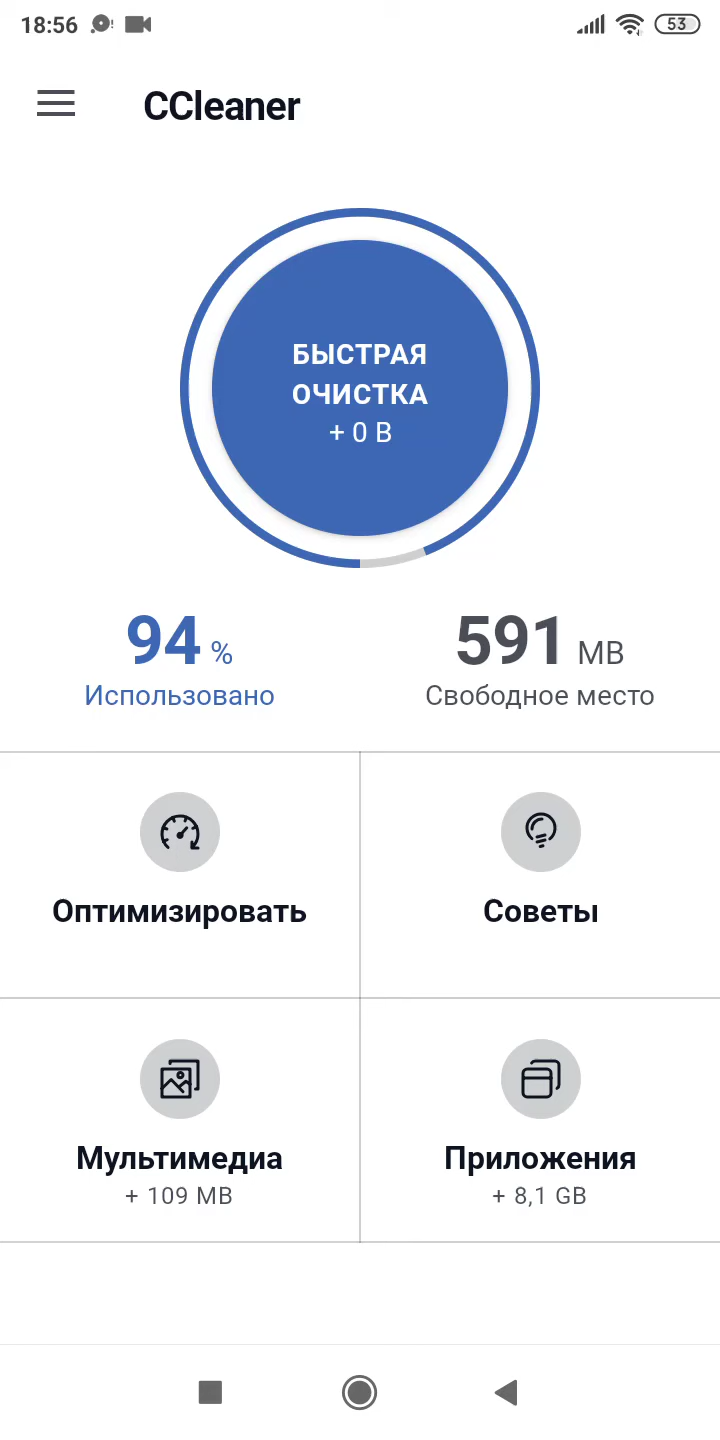 18:56
53
CCleaner
БЫСТРАЯ
ОЧИСТКА
+ 0 B
94 %
591 MB
Использовано
Свободное место
Оптимизировать
Советы
Мультимедиа
Приложения
+ 109 MB
+ 8,1 GB